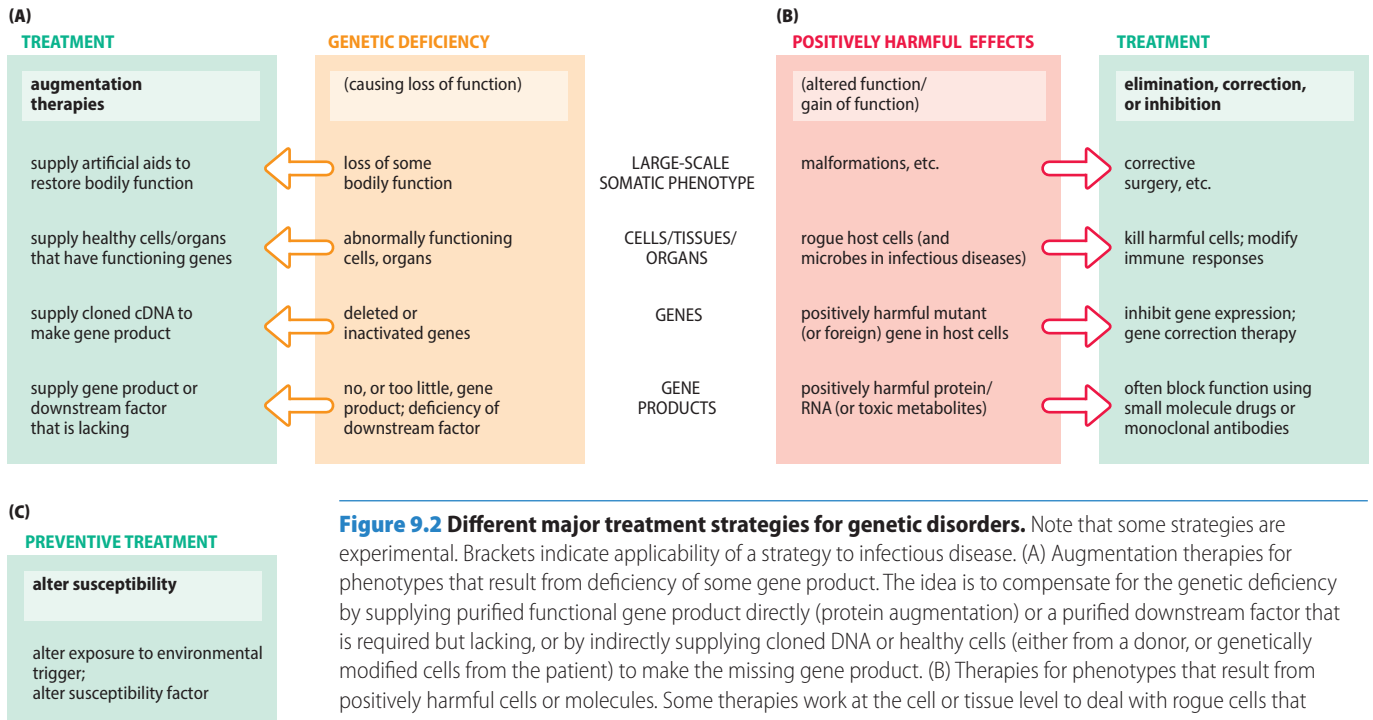 (A)
TREATMENT
augmentation
therapies
supply artificial aids to
restore bodily function
supply healthy cells/organs
that have functioning genes
supply cloned cDNA to
make gene product
supply gene product or
downstream factor
that is lacking
GENETIC DEFICIENCY
(causing loss of function)
loss of some
bodily function
abnormally functioning
cells, organs
deleted or
inactivated genes
no, or too little, gene
product; deficiency of
downstream factor
LARGE-SCALE
SOMATIC PHENOTYPE
CELLS/TISSUES/
ORGANS
GENES
GENE
PRODUCTS
(B)
POSITIVELY HARMFUL EFFECTS
(altered function/
gain of function)
malformations, etc.
rogue host cells (and
microbes in infectious diseases)
positively harmful mutant
(or foreign) gene in host cells
positively harmful protein/
RNA (or toxic metabolites)
TREATMENT
elimination, correction,
or inhibition
corrective
surgery, etc.
kill harmful cells; modify
immune responses
inhibit gene expression;
gene correction therapy
often block function using
small molecule drugs or
monoclonal antibodies
(C)
PREVENTIVE TREATMENT
alter susceptibility
alter exposure to environmental
trigger;
alter susceptibility factor
Figure 9.2 Different major treatment strategies for genetic disorders. Note that some strategies are
experimental. Brackets indicate applicability of a strategy to infectious disease. (A) Augmentation therapies for
phenotypes that result from deficiency of some gene product. The idea is to compensate for the genetic deficiency
by supplying purified functional gene product directly (protein augmentation) or a purified downstream factor that
is required but lacking, or by indirectly supplying cloned DNA or healthy cells (either from a donor, or genetically
modified cells from the patient) to make the missing gene product. (B) Therapies for phenotypes that result from
positively harmful cells or molecules. Some therapies work at the cell or tissue level to deal with rogue cells that